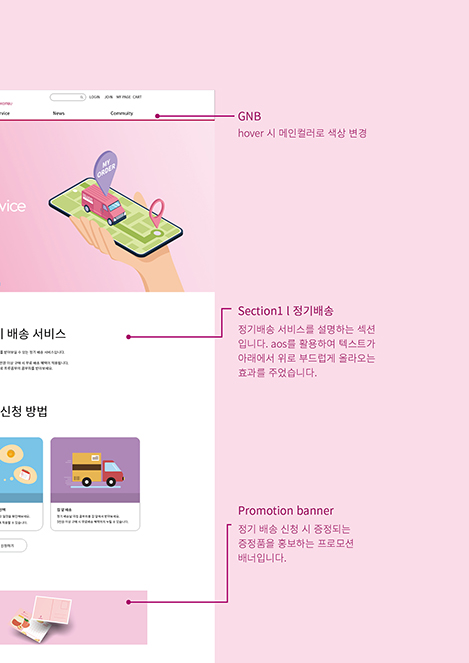 LOGIN JOIN MY PAGE CART
News Commuity
GNB
hover 시 메인컬러로 색상 변경
MY
ORDER
vice
Section1 l 정기배송
정기배송 서비스를 설명하는 섹션
입니다. aos를 활용하여 텍스트가
아래에서 위로 부드럽게 올라오는
효과를 주었습니다.
배송 서비스
신청 방법
Promotion banner
정기 배송 신청 시 증정되는
증정품을 홍보하는 프로모션
배너입니다.